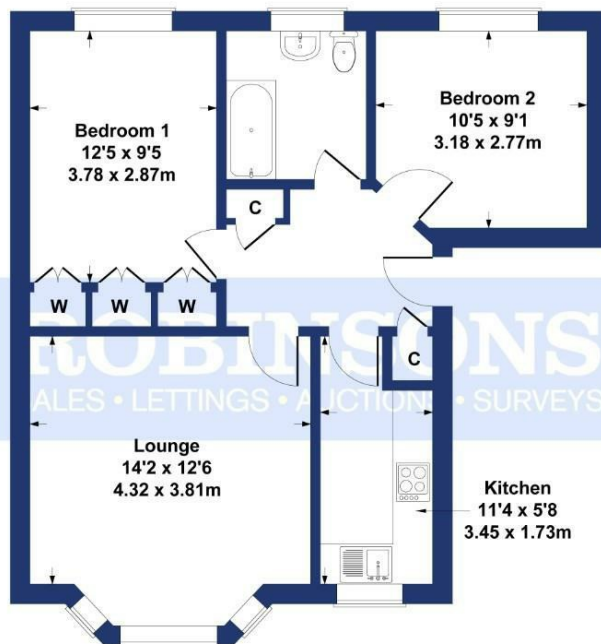 Bedroom 1
12'5 x 9'5
3.78 x 2.87m
Bedroom 2
10'5 x 9'1
3.18 x 2.77m
C
W W W
C
ROBINSONS
ALES • LETTINGS • AUCTIONS • SURVEYS
Lounge
14'2 x 12'6
4.32 x 3.81m
Kitchen
11'4 x 5'8
3.45 x 1.73m